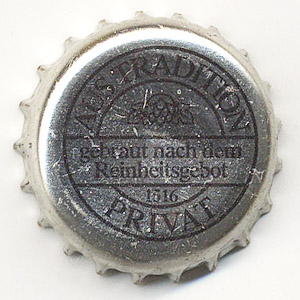 AUS TRADITION
gebraut nach dem
Reinheitsgebot
1516
PRIVAT